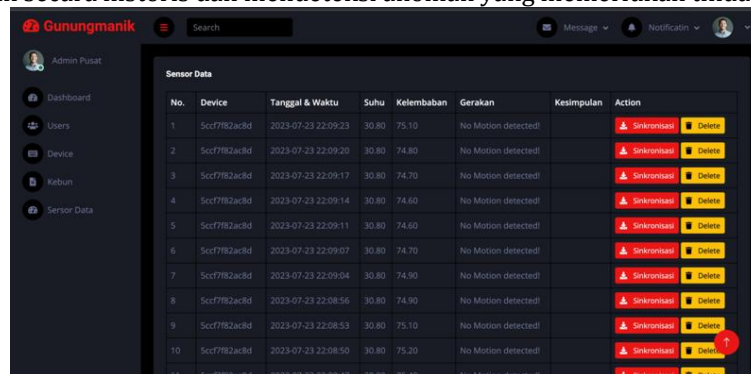 secara historis dan mendeteksi anomali yang memerlukan
Gunungmanik
Search
Message
Notificatin
Admin Pusat
Dashboard
Users
Device
Kebun
Sersor Data
Sensor Data
No. Device Tanggal & Waktu Suhu Kelembaban Gerakan Kesimpulan Action
1 5ccf7f82ac8d 2023-07-23 22:09:23 30.80 75.10 No Motion detected! Sinkronisasi Delete
2 5ccf7f82ac8d 2023-07-23 22:09:20 30.80 74.80 No Motion detected! Sinkronisasi Delete
3 5ccf7f82ac8d 2023-07-23 22:09:17 30.80 74.70 No Motion detected! Sinkronisasi Delete
4 5ccf7f82ac8d 2023-07-23 22:09:14 30.80 74.60 No Motion detected! Sinkronisasi Delete
5 5ccf7f82ac8d 2023-07-23 22:09:11 30.80 74.60 No Motion detected! Sinkronisasi Delete
6 5ccf7f82ac8d 2023-07-23 22:09:07 30.80 74.70 No Motion detected! Sinkronisasi Delete
7 5ccf7f82ac8d 2023-07-23 22:09:04 30.80 74.90 No Motion detected! Sinkronisasi Delete
8 5ccf7f82ac8d 2023-07-23 22:08:56 30.80 74.90 No Motion detected! Sinkronisasi Delete
9 5ccf7f82ac8d 2023-07-23 22:08:53 30.80 75.10 No Motion detected! Sinkronisasi Delete
10 5ccf7f82ac8d 2023-07-23 22:08:50 30.80 75.20 No Motion detected! Sinkronisasi Delete